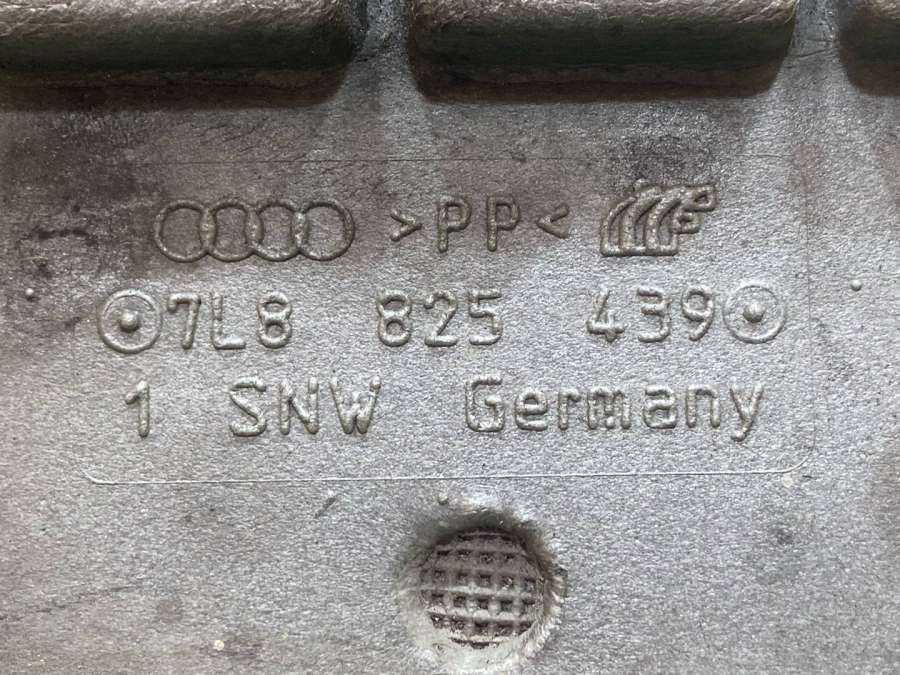 >PP<
7L8 825 439
1 SNW Germany